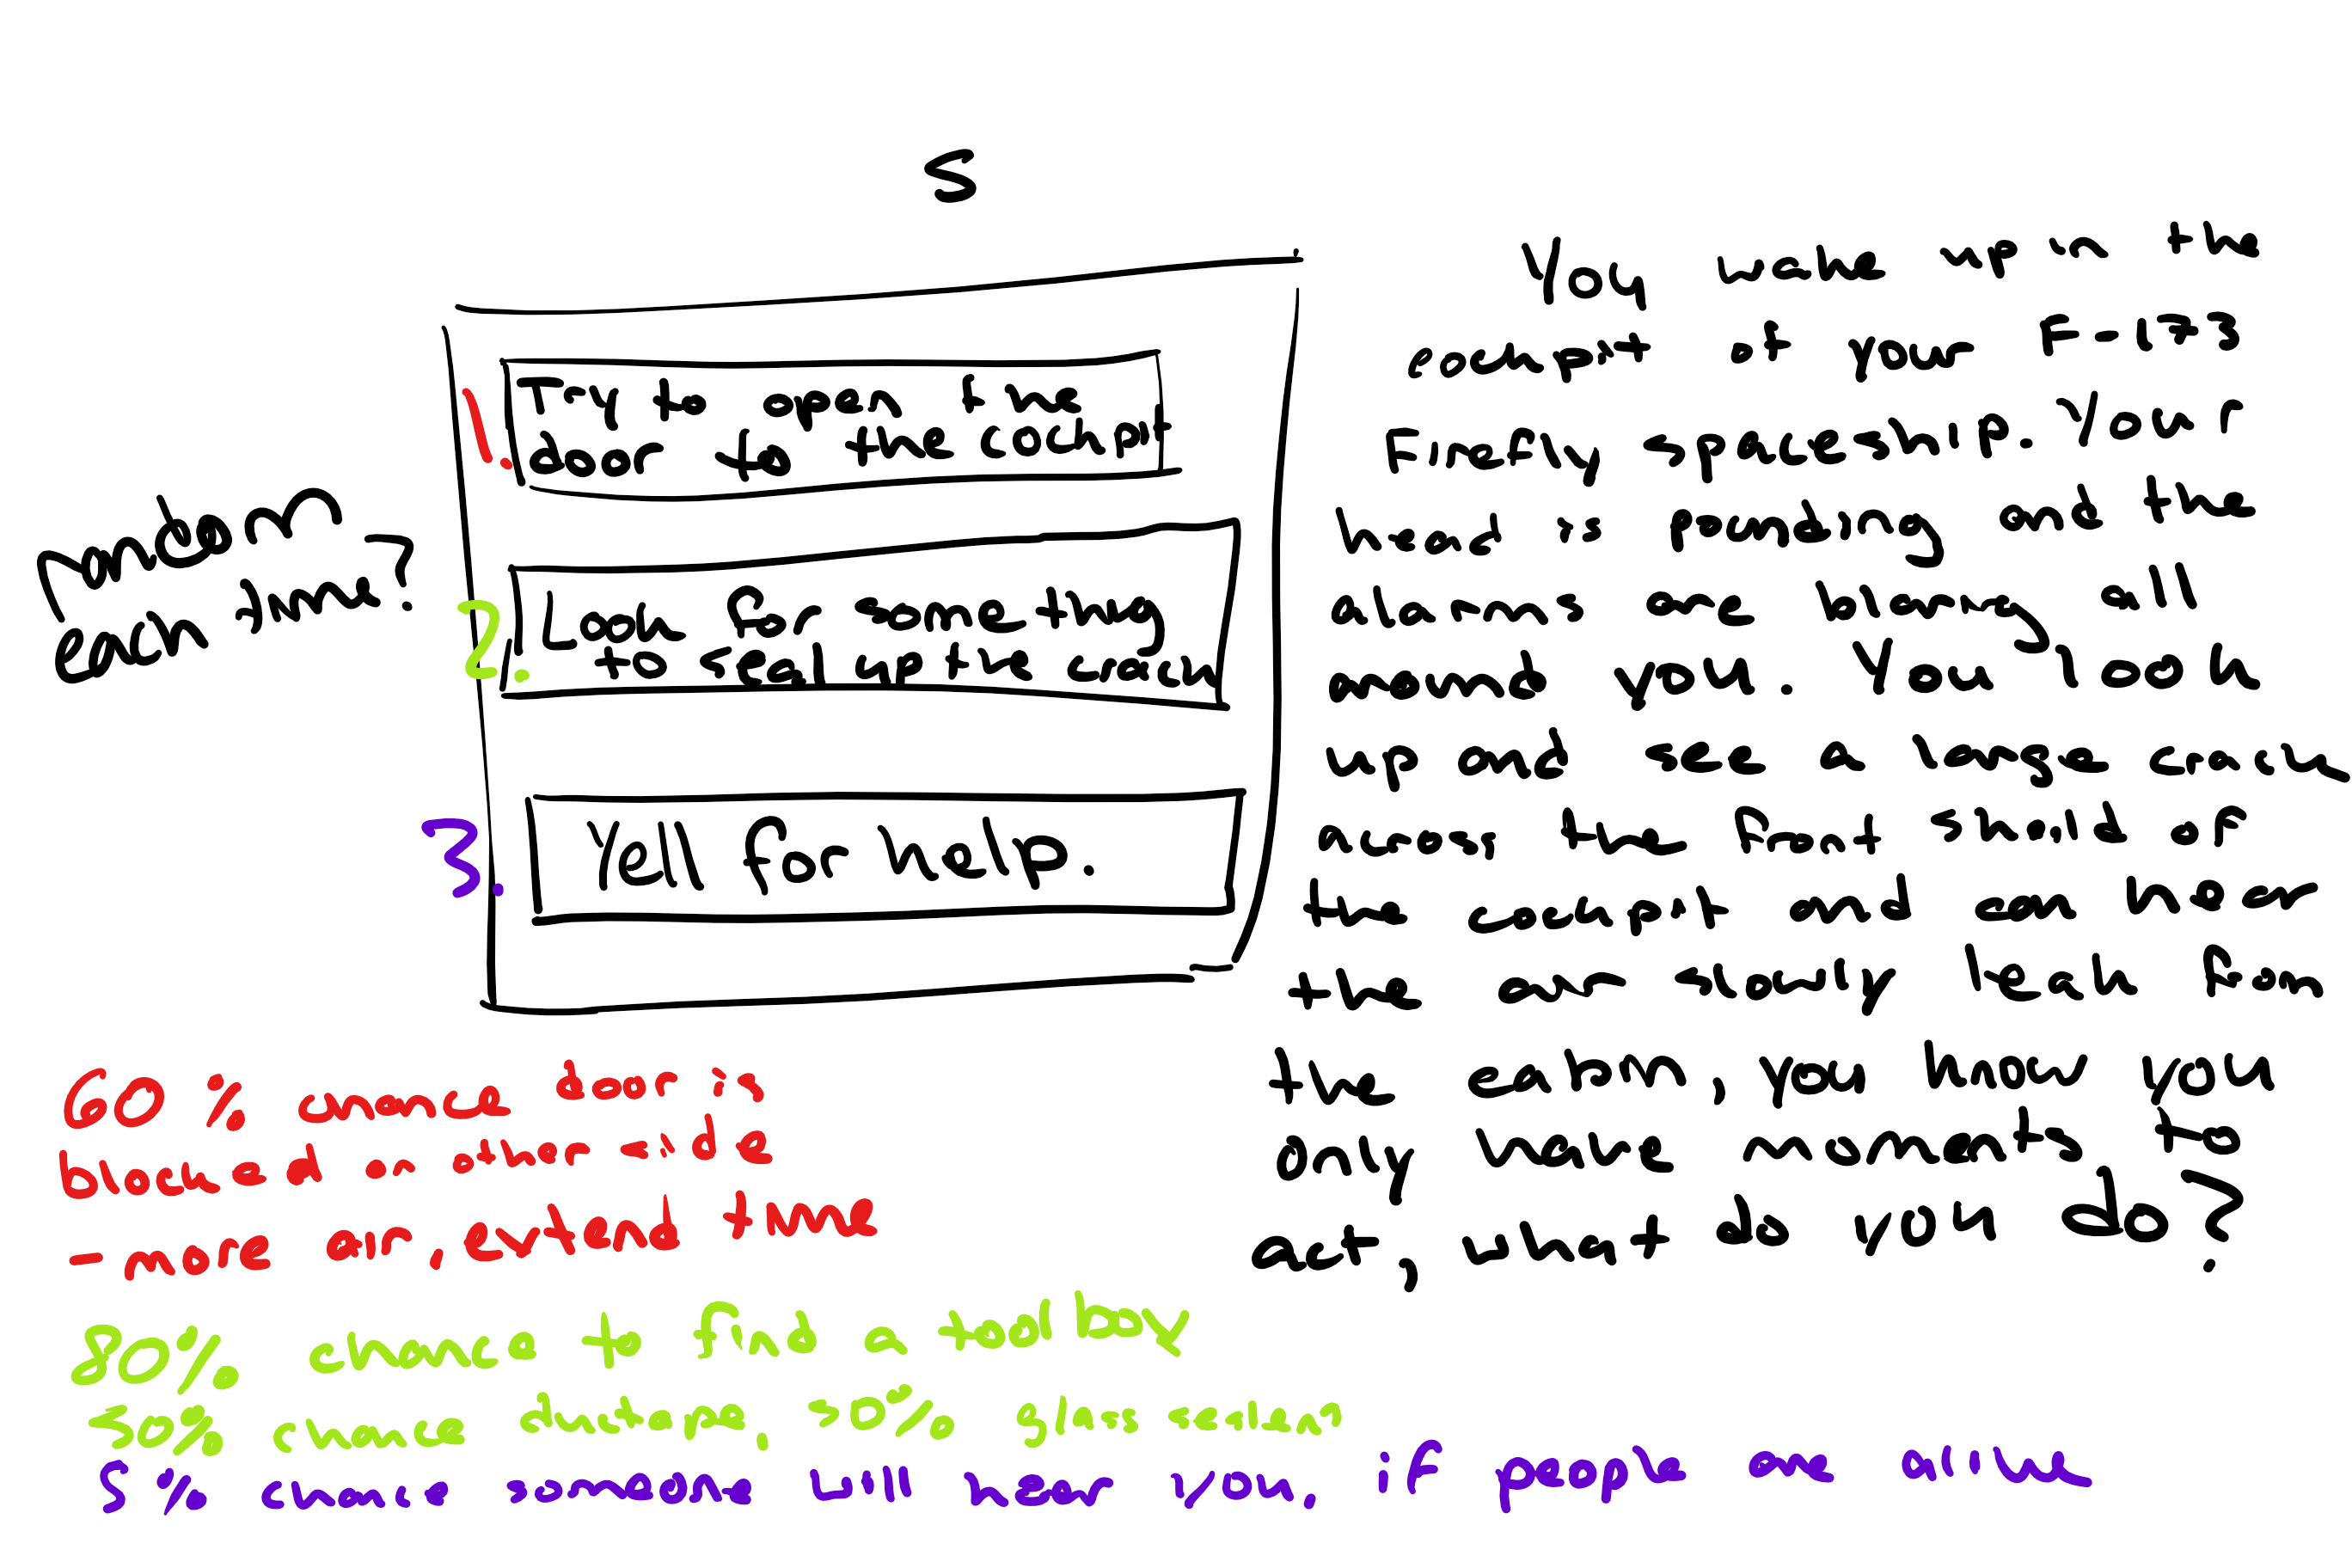 S
You wake up in the
cockpit of your F-173
Firefly spaceship. Your
head is pounding and the
alarms are blaring all
around you. You look
up and see a large crack
across the front shield of
the cockpit and can hear
the air slowly leak from
the cabin, you know you
only have moments to
act, what do you do?
random
each time?
1.
Try to open the
door to the cockpit
2.
Look for something
to seal up the crack
3.
Yell for help.
60% chance door is
blocked on other side
- more air, extend time
80% chance to find a toolbox
50% chance duct tape, 50% glass sealant
5% chance someone will hear you, if people are alive